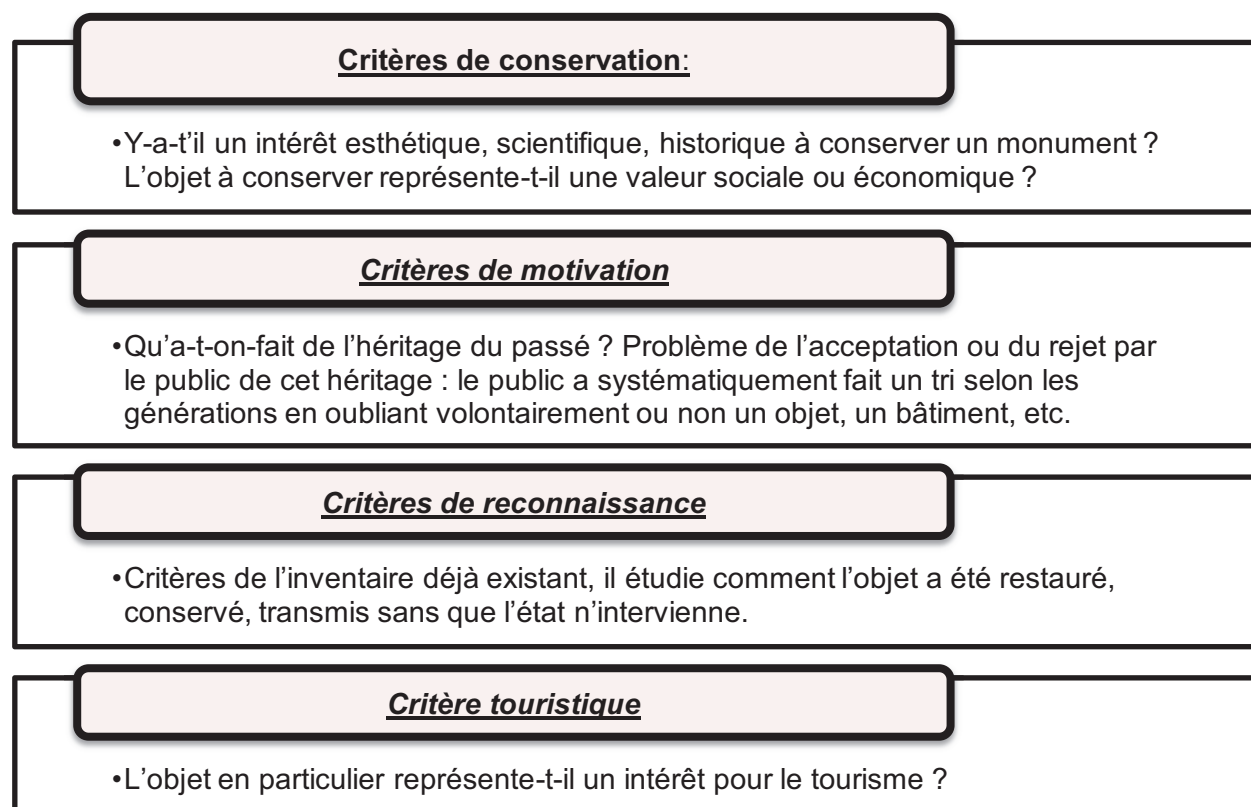 Critères de conservation:
•Y-a-t’il un intérêt esthétique, scientifique, historique à conserver un monument ?
L’objet à conserver représente-t-il une valeur sociale ou économique ?
Critères de motivation
•Qu’a-t-on-fait de l’héritage du passé ? Problème de l’acceptation ou du rejet par
le public de cet héritage : le public a systématiquement fait un tri selon les
générations en oubliant volontairement ou non un objet, un bâtiment, etc.
Critères de reconnaissance
•Critères de l’inventaire déjà existant, il étudie comment l’objet a été restauré,
conservé, transmis sans que l’état n’intervienne.
Critère touristique
•L’objet en particulier représente-t-il un intérêt pour le tourisme ?